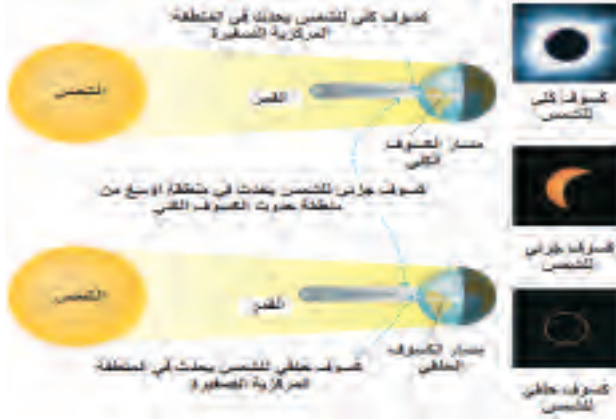 كسوف كلي للشمس يحدث في المنطقة
المركزية الصغيرة
الشمس
القمر
كسوف كلي
للشمس
مسار الكسوف
الكلي
كسوف جزئي للشمس يحدث في منطقة اوسع من
منطقة حدوث الكسوف الكلي
كسوف جزئي
للشمس
الشمس
القمر
مسار الكسوف
الحلقي
كسوف حلقي للشمس يحدث في المنطقة
المركزية الصغيرة
كسوف حلقي
للشمس